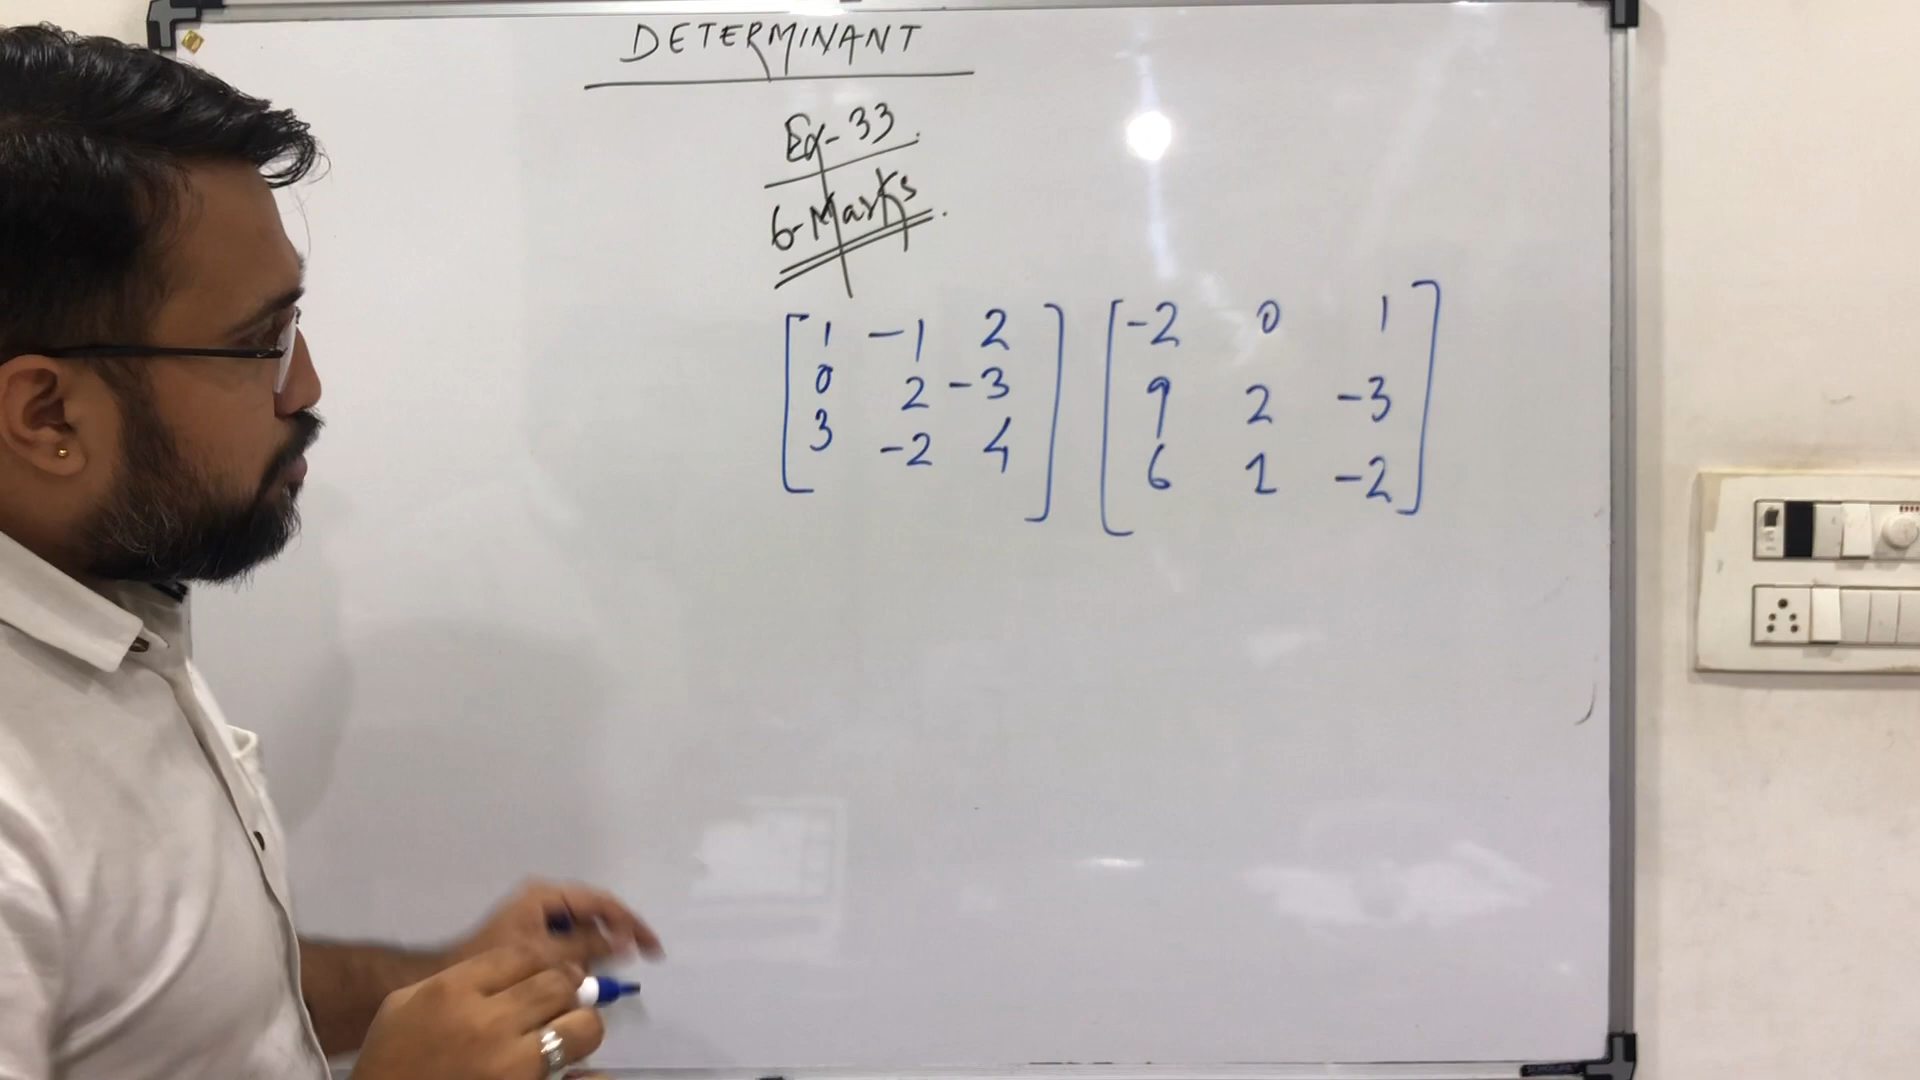 DETERMINANT
Ex-33.
6-Marks.
[1 -1 2] [-2 0 1]
[0 2 -3] [9 2 -3]
[3 -2 4] [6 1 -2]